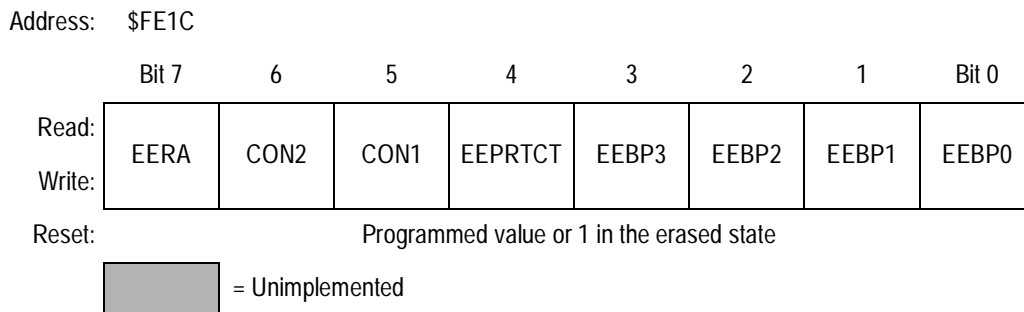 Address: $FE1C
Bit 7 6 5 4 3 2 1 Bit 0
Read:
EERA CON2 CON1 EEPRTCT EEBP3 EEBP2 EEBP1 EEBP0
Write:
Reset: Programmed value or 1 in the erased state
= Unimplemented